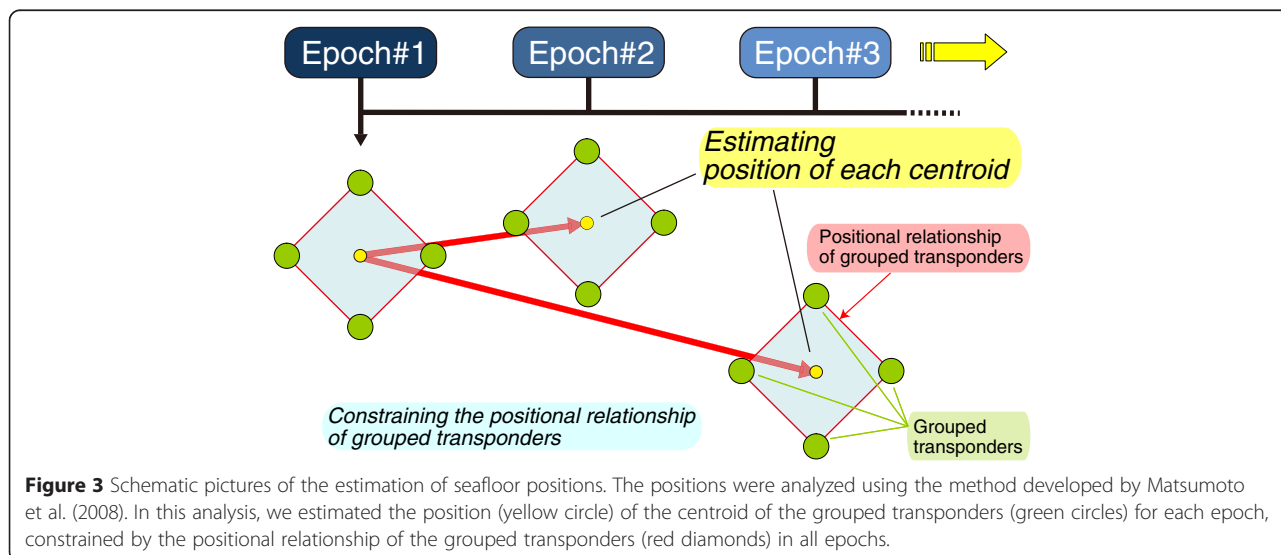 Epoch#1 Epoch#2 Epoch#3
Estimating
position of each centroid
Positional relationship
of grouped transponders
Constraining the positional relationship
of grouped transponders
Grouped
transponders
Figure 3 Schematic pictures of the estimation of seafloor positions. The positions were analyzed using the method developed by Matsumoto
et al. (2008). In this analysis, we estimated the position (yellow circle) of the centroid of the grouped transponders (green circles) for each epoch,
constrained by the positional relationship of the grouped transponders (red diamonds) in all epochs.